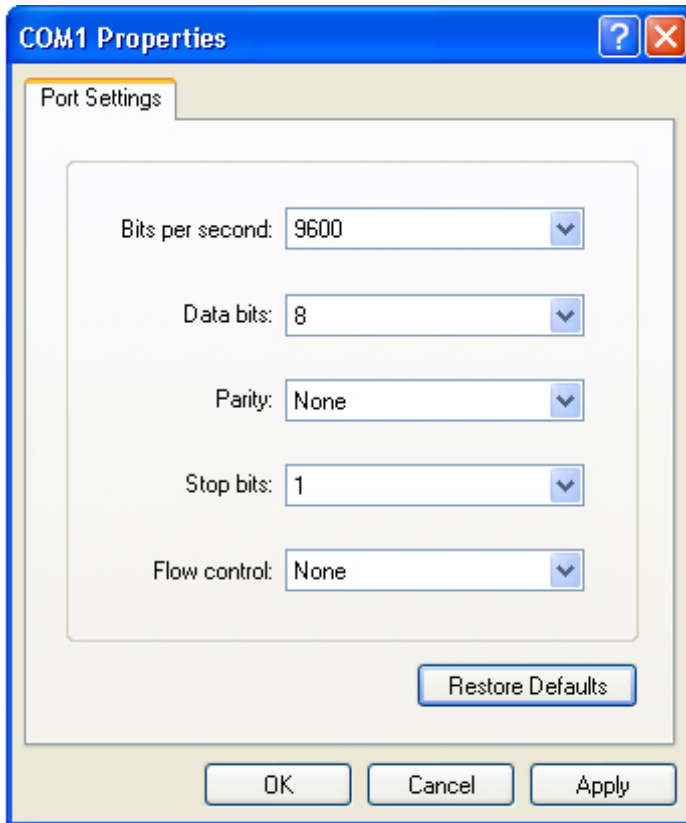 COM1 Properties ?
Port Settings
Bits per second: 9600
Data bits: 8
Parity: None
Stop bits: 1
Flow control: None
Restore Defaults
OK Cancel Apply